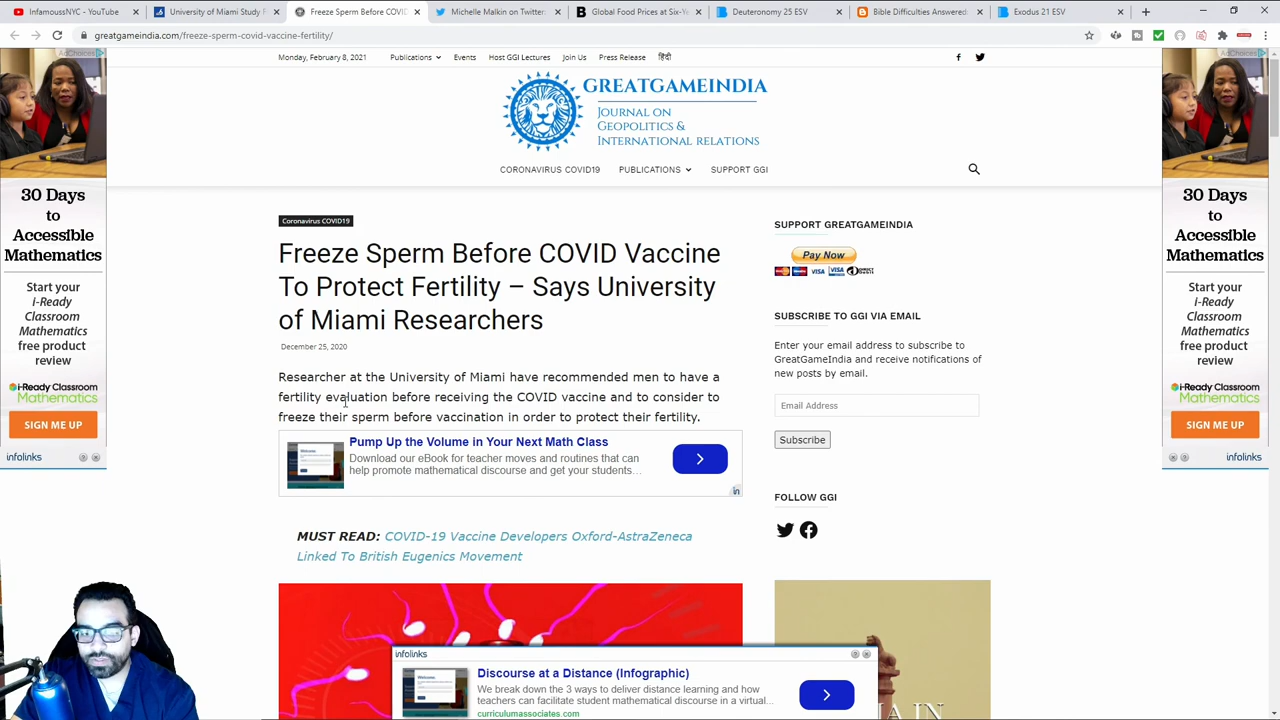 InfamousNYC - YouTube
University of Miami Study F
Freeze Sperm Before COVID
Michelle Malkin on Twitter:
Global Food Prices at Six-Ye
Deuteronomy 25 ESV
Bible Difficulties Answered:
Exodus 21 ESV
greatgameindia.com/freeze-sperm-covid-vaccine-fertility/
Monday, February 8, 2021
Publications
Events
Host GGI Lectures
Join Us
Press Release
हिंदी
GREATGAMEINDIA
JOURNAL ON
GEOPOLITICS &
INTERNATIONAL RELATIONS
CORONAVIRUS COVID19
PUBLICATIONS
SUPPORT GGI
AdChoices
30 Days
to
Accessible
Mathematics
Start your
i-Ready
Classroom
Mathematics
free product
review
i-Ready Classroom
Mathematics
SIGN ME UP
infolinks
Coronavirus COVID19
Freeze Sperm Before COVID Vaccine
To Protect Fertility – Says University
of Miami Researchers
December 25, 2020
Researcher at the University of Miami have recommended men to have a
fertility evaluation before receiving the COVID vaccine and to consider to
freeze their sperm before vaccination in order to protect their fertility.
Pump Up the Volume in Your Next Math Class
Download our eBook for teacher moves and routines that can
help promote mathematical discourse and get your students...
in
MUST READ: COVID-19 Vaccine Developers Oxford-AstraZeneca
Linked To British Eugenics Movement
infolinks
Discourse at a Distance (Infographic)
We break down the 3 ways to deliver distance learning and how
teachers can facilitate student mathematical discourse in a virtual...
curriculumassociates.com
SUPPORT GREATGAMEINDIA
Pay Now
VISA
SUBSCRIBE TO GGI VIA EMAIL
Enter your email address to subscribe to
GreatGameIndia and receive notifications of
new posts by email.
Email Address
Subscribe
FOLLOW GGI
AdChoices
30 Days
to
Accessible
Mathematics
Start your
i-Ready
Classroom
Mathematics
free product
review
i-Ready Classroom
Mathematics
SIGN ME UP
infolinks